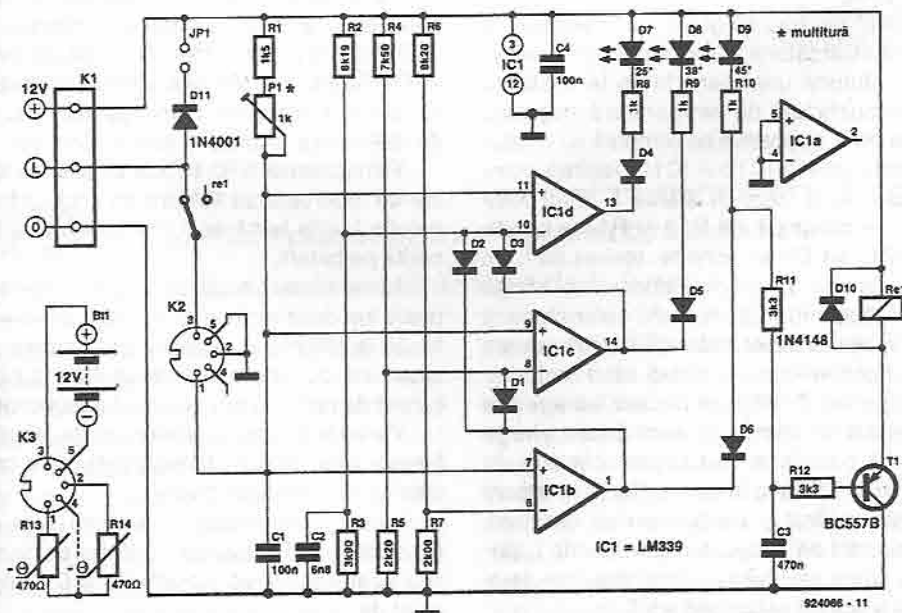 JP1
K1
12V
+
L
0
D11
1N4001
re1
R1
1k5
P1 *
1k
R2
8k19
R4
7k50
R6
8k20
3
IC1
12
C4
100n
D7
25°
R8
1k
D8
38°
R9
1k
D9
45°
R10
1k
* multitură
5
4
IC1a
2
D4
11
10
IC1d
13
D2
D3
D5
R11
3k3
D10
1N4148
Re1
9
8
IC1c
14
D1
K2
3
5
2
1
4
Bt1
12V
K3
3
5
2
1
4
R13
470Ω
R14
470Ω
-Θ
-Θ
7
6
IC1b
1
D6
R12
3k3
T1
BC557B
C1
100n
C2
6n8
R3
3k90
R5
2k20
R7
2k00
IC1 = LM339
C3
470n
924066 - 11